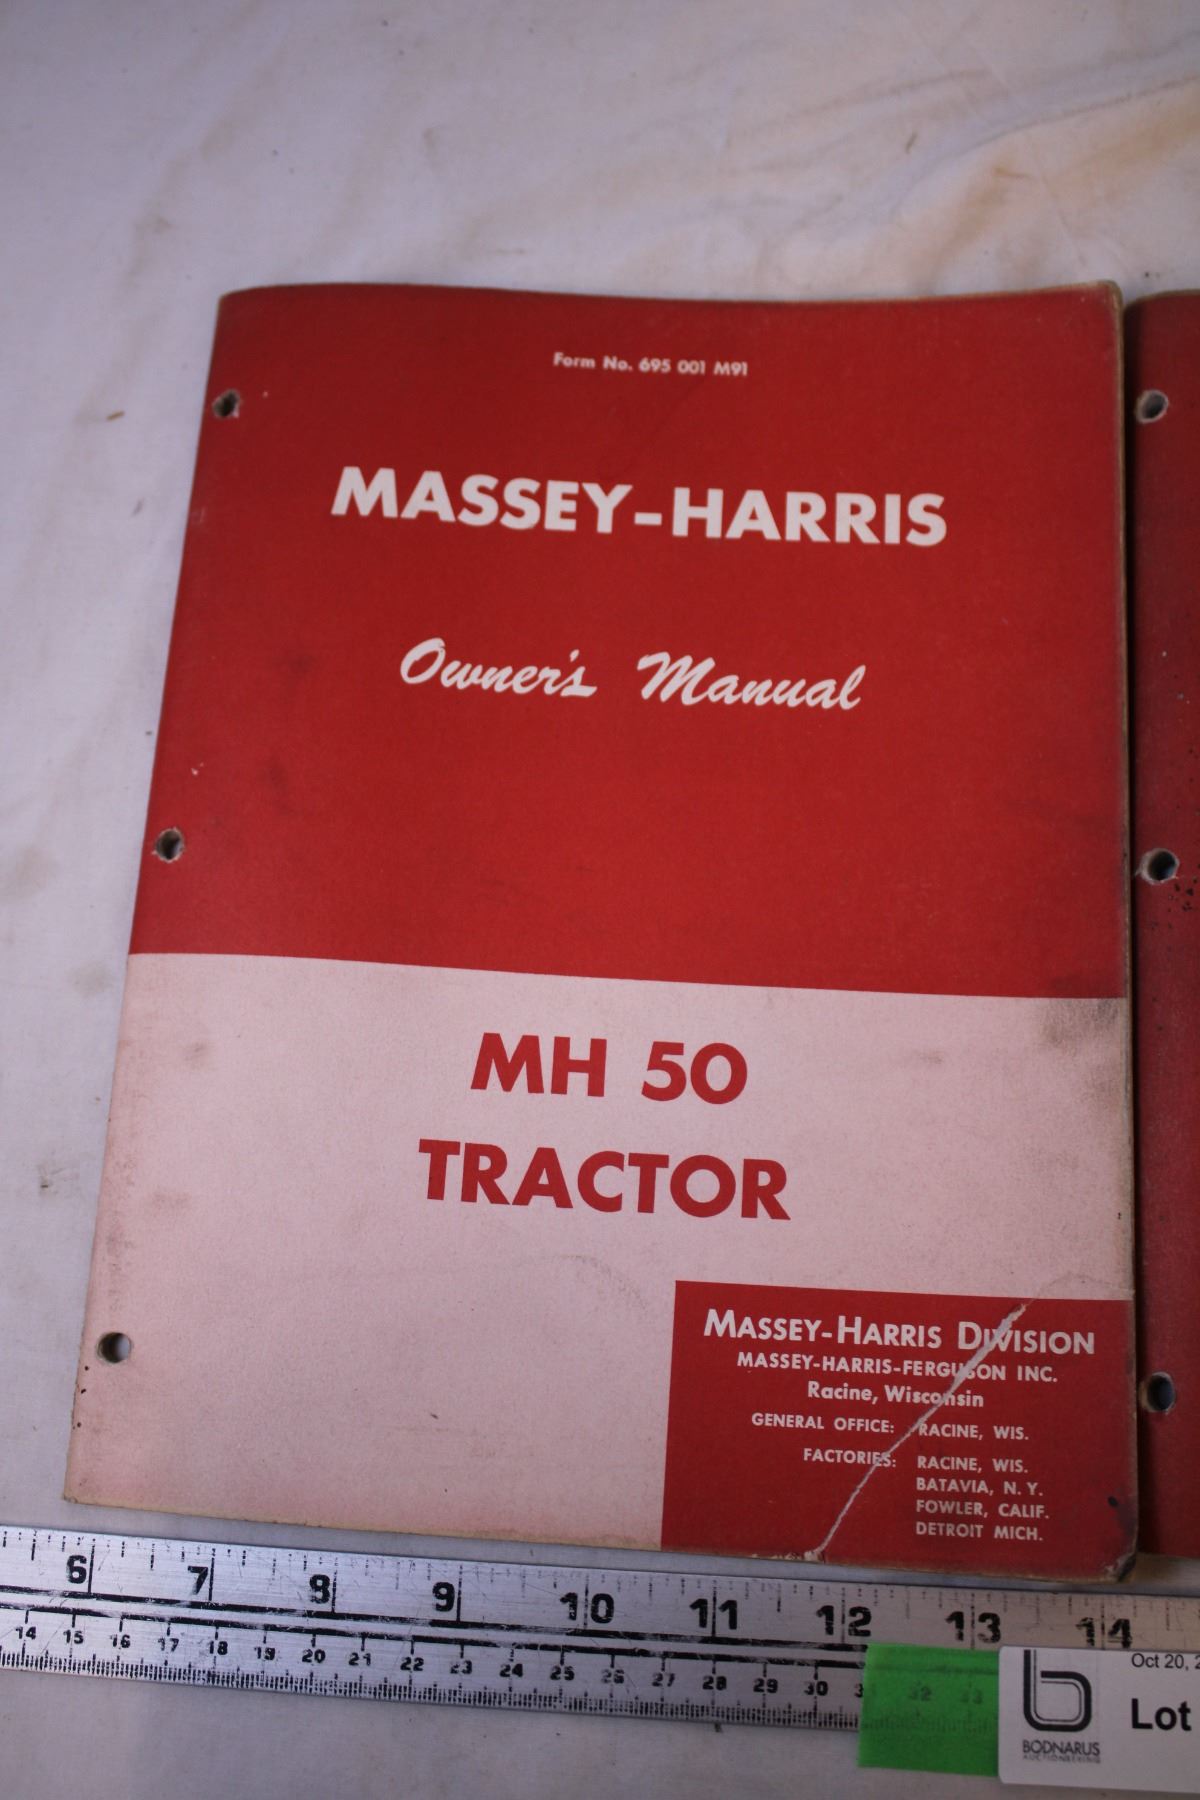 Form No. 695 001 M91
MASSEY-HARRIS
Owner's Manual
MH 50
TRACTOR
MASSEY-HARRIS DIVISION
MASSEY-HARRIS-FERGUSON INC.
Racine, Wisconsin
GENERAL OFFICE: RACINE, WIS.
FACTORIES: RACINE, WIS.
BATAVIA, N. Y.
FOWLER, CALIF.
DETROIT MICH.
6 7 8 9 10 11 12 13 14
14 15 16 17 18 19 20 21 22 23 24 25 26 27 28 29 30 32 33
Oct 20, 2
Lot
b
BODNARUS
AUCTIONEERING